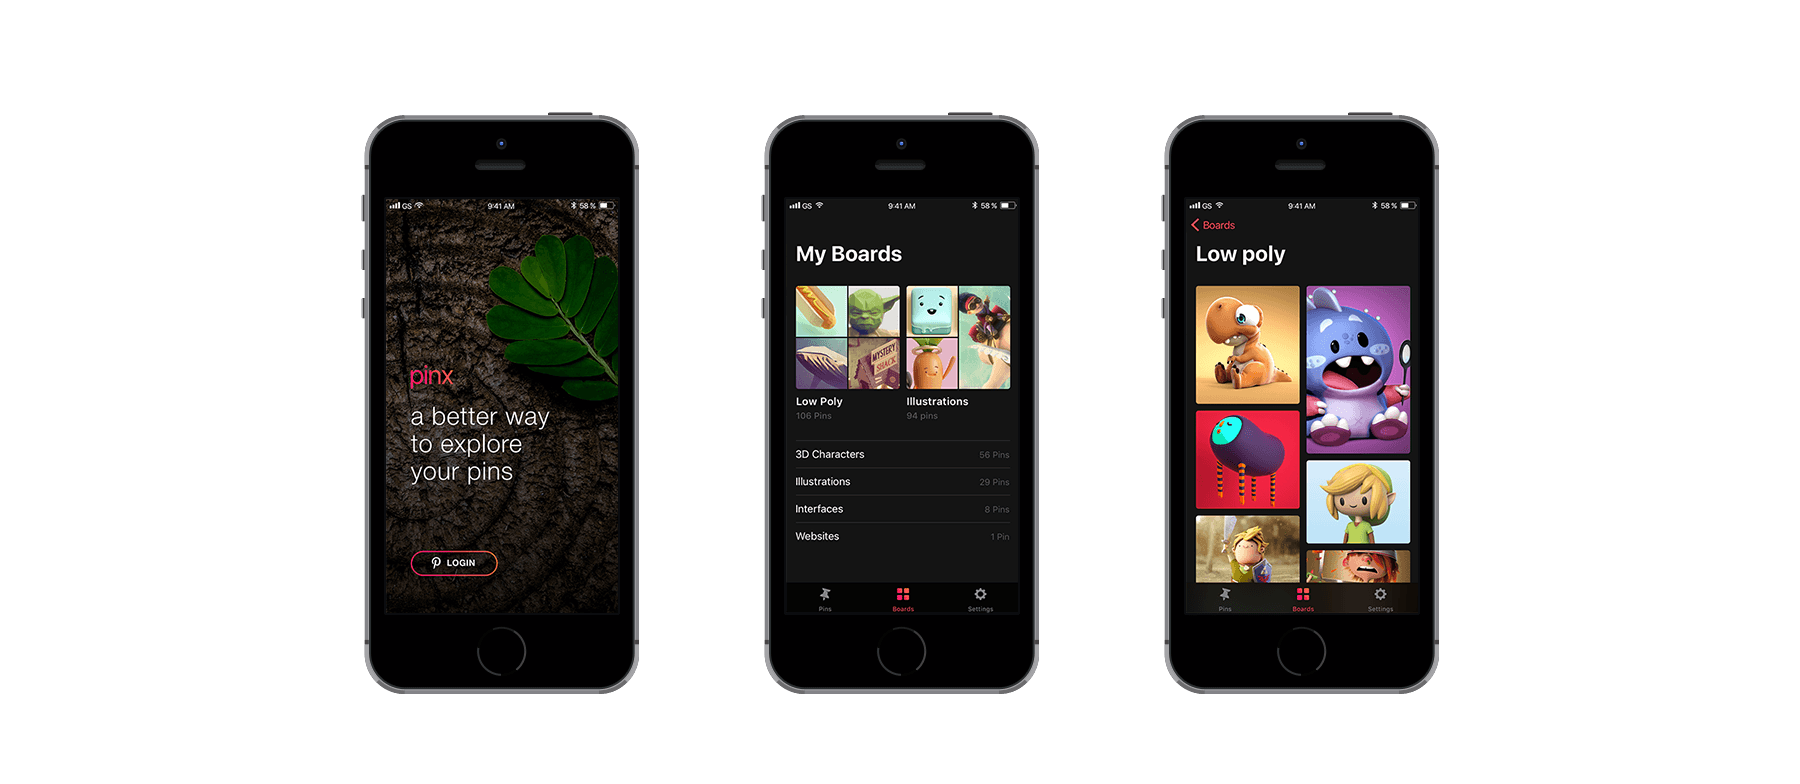 GS 9:41 AM 58 %
pinx
a better way
to explore
your pins
LOGIN
GS 9:41 AM 58 %
My Boards
MYSTERY
SHACK
Low Poly Illustrations
106 Pins 94 pins
3D Characters 56 Pins
Illustrations 29 Pins
Interfaces 8 Pins
Websites 1 Pin
Pins Boards Settings
GS 9:41 AM 58 %
Boards
Low poly
Pins Boards Settings